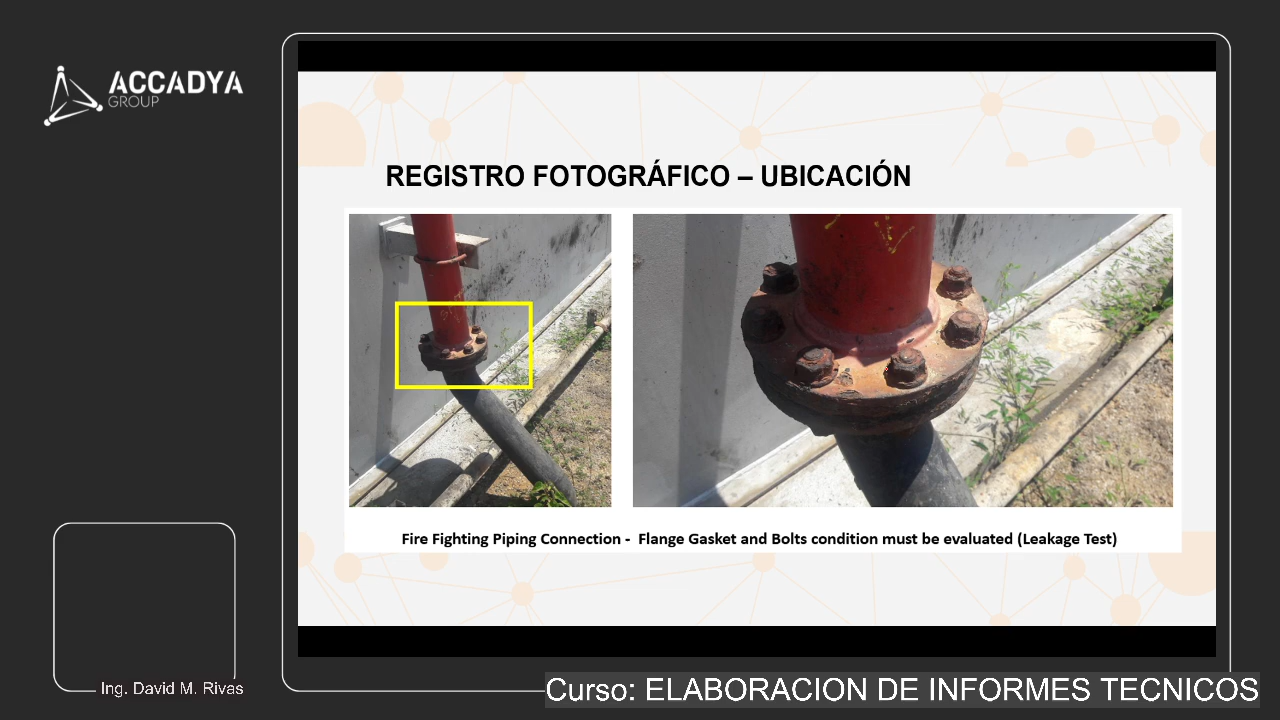 ACCADYA
GROUP
REGISTRO FOTOGRÁFICO – UBICACIÓN
Fire Fighting Piping Connection - Flange Gasket and Bolts condition must be evaluated (Leakage Test)
Ing. David M. Rivas
Curso: ELABORACION DE INFORMES TECNICOS